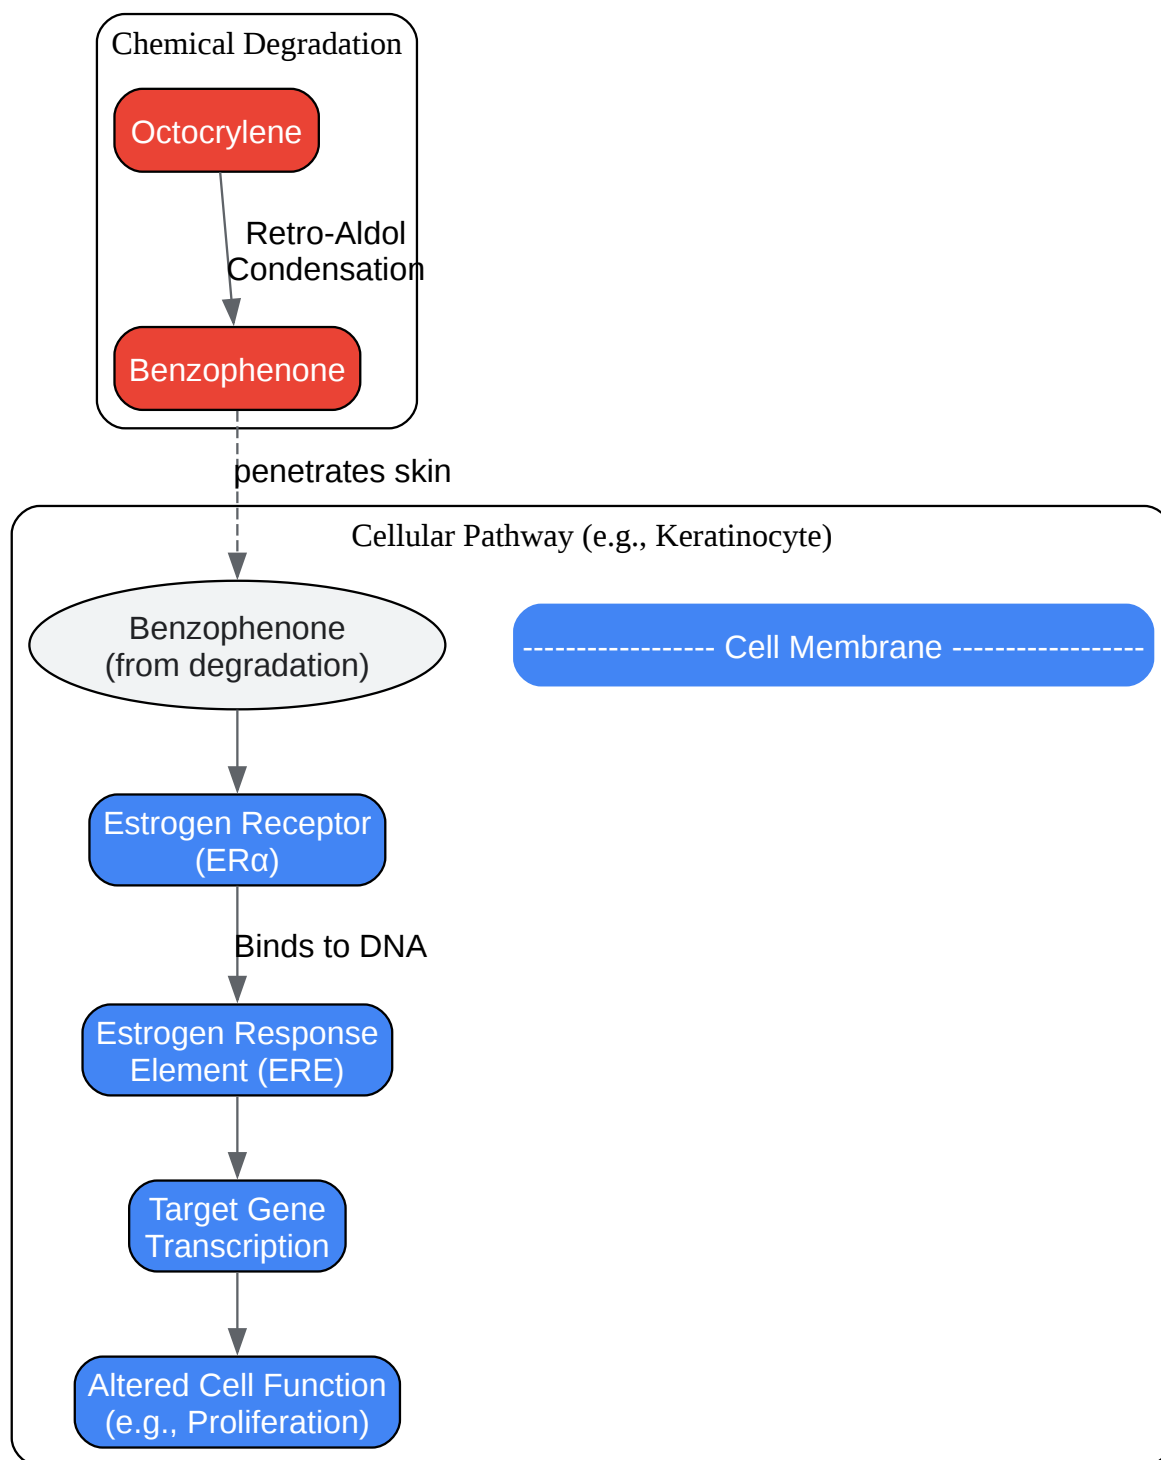 Chemical Degradation
Octocrylene
Retro-Aldol
Condensation
Benzophenone
penetrates skin
Cellular Pathway (e.g., Keratinocyte)
Benzophenone
(from degradation)
------------------ Cell Membrane ------------------
Estrogen Receptor
(ERα)
Binds to DNA
Estrogen Response
Element (ERE)
Target Gene
Transcription
Altered Cell Function
(e.g., Proliferation)